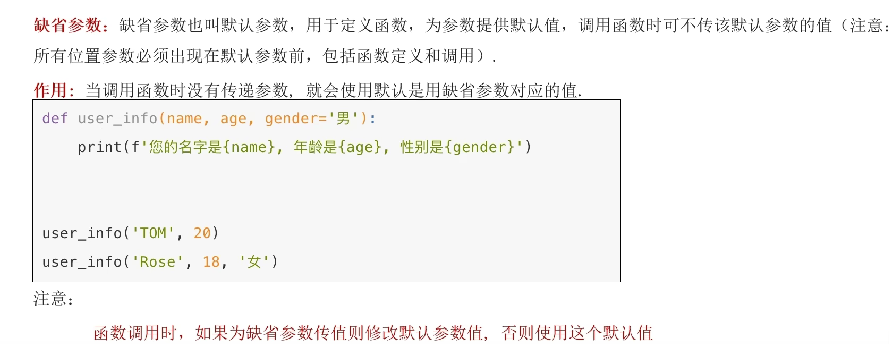 缺省参数：缺省参数也叫默认参数，用于定义函数，为参数提供默认值，调用函数时可不传该默认参数的值（注意：
所有位置参数必须出现在默认参数前，包括函数定义和调用）.
作用：当调用函数时没有传递参数, 就会使用默认是用缺省参数对应的值.
def user_info(name, age, gender='男'):
    print(f'您的名字是{name}, 年龄是{age}, 性别是{gender}')
user_info('TOM', 20)
user_info('Rose', 18, '女')
注意：
函数调用时，如果为缺省参数传值则修改默认参数值, 否则使用这个默认值